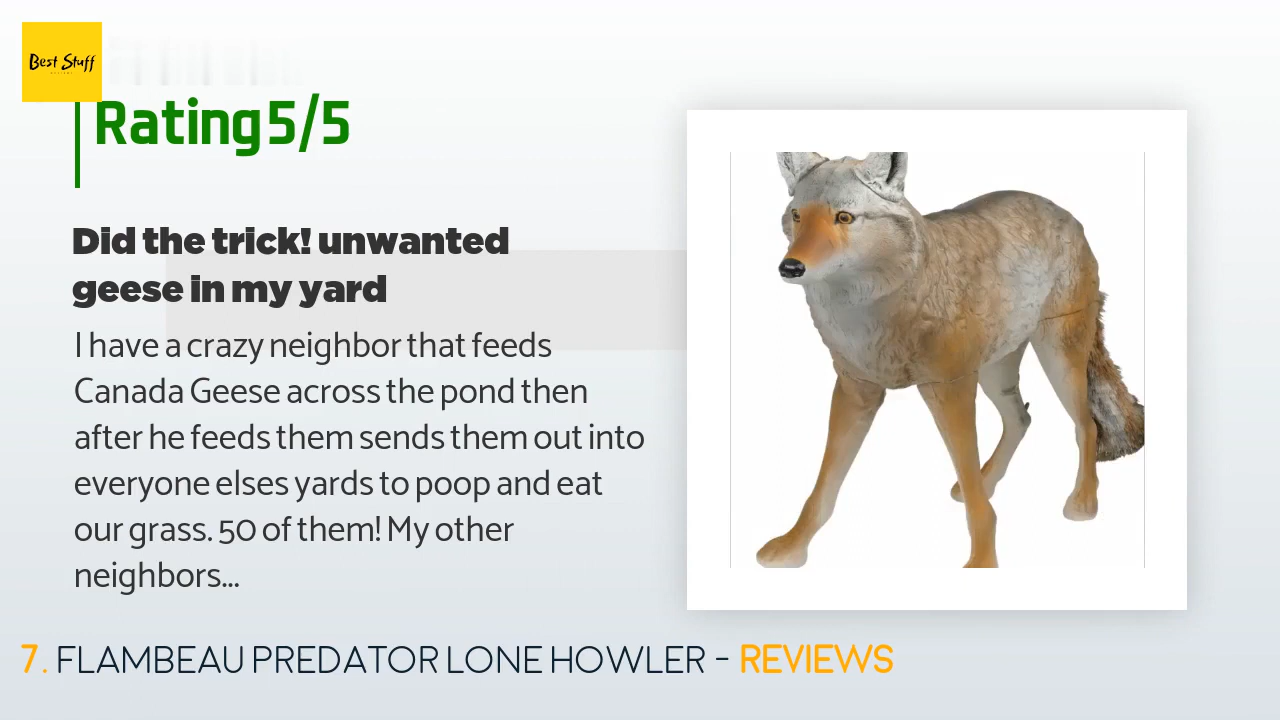 Best Stuff
Rating 5/5
Did the trick! unwanted
geese in my yard
I have a crazy neighbor that feeds
Canada Geese across the pond then
after he feeds them sends them out into
everyone elses yards to poop and eat
our grass. 50 of them! My other
neighbors...
7. FLAMBEAU PREDATOR LONE HOWLER - REVIEWS